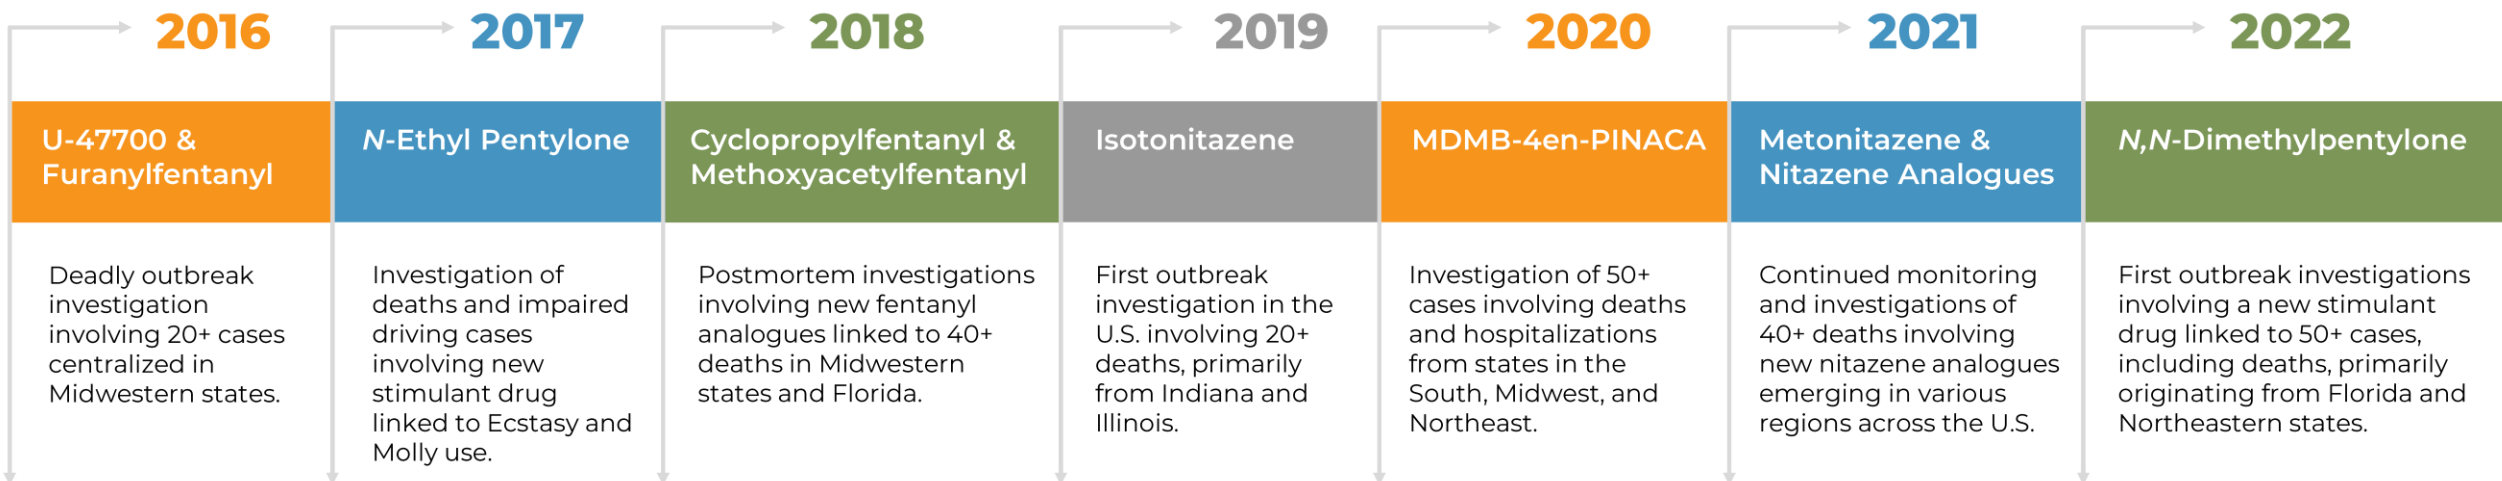 2016
U-47700 &
Furanylfentanyl
Deadly outbreak
investigation
involving 20+ cases
centralized in
Midwestern states.
2017
N-Ethyl Pentylone
Investigation of
deaths and impaired
driving cases
involving new
stimulant drug
linked to Ecstasy and
Molly use.
2018
Cyclopropylfentanyl &
Methoxyacetylfentanyl
Postmortem investigations
involving new fentanyl
analogues linked to 40+
deaths in Midwestern
states and Florida.
2019
Isotonitazene
First outbreak
investigation in the
U.S. involving 20+
deaths, primarily
from Indiana and
Illinois.
2020
MDMB-4en-PINACA
Investigation of 50+
cases involving deaths
and hospitalizations
from states in the
South, Midwest, and
Northeast.
2021
Metonitazene &
Nitazene Analogues
Continued monitoring
and investigations of
40+ deaths involving
new nitazene analogues
emerging in various
regions across the U.S.
2022
N,N-Dimethylpentylone
First outbreak investigations
involving a new stimulant
drug linked to 50+ cases,
including deaths, primarily
originating from Florida and
Northeastern states.